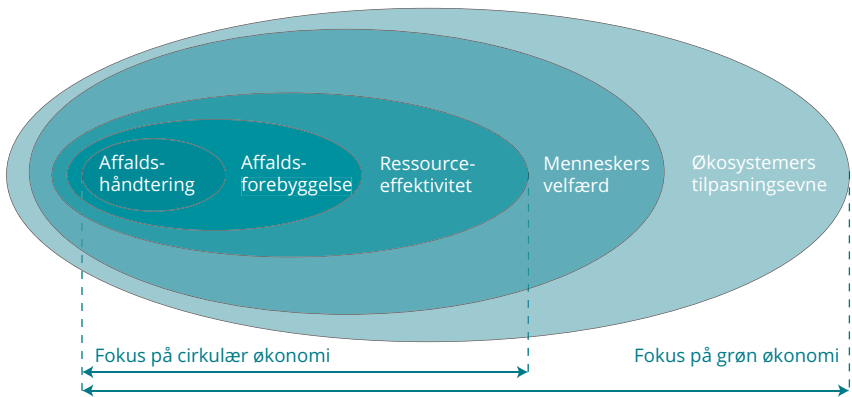 Affalds-
håndtering
Affalds-
forebyggelse
Ressource-
effektivitet
Menneskers
velfærd
Økosystemers
tilpasningsevne
Fokus på cirkulær økonomi
Fokus på grøn økonomi